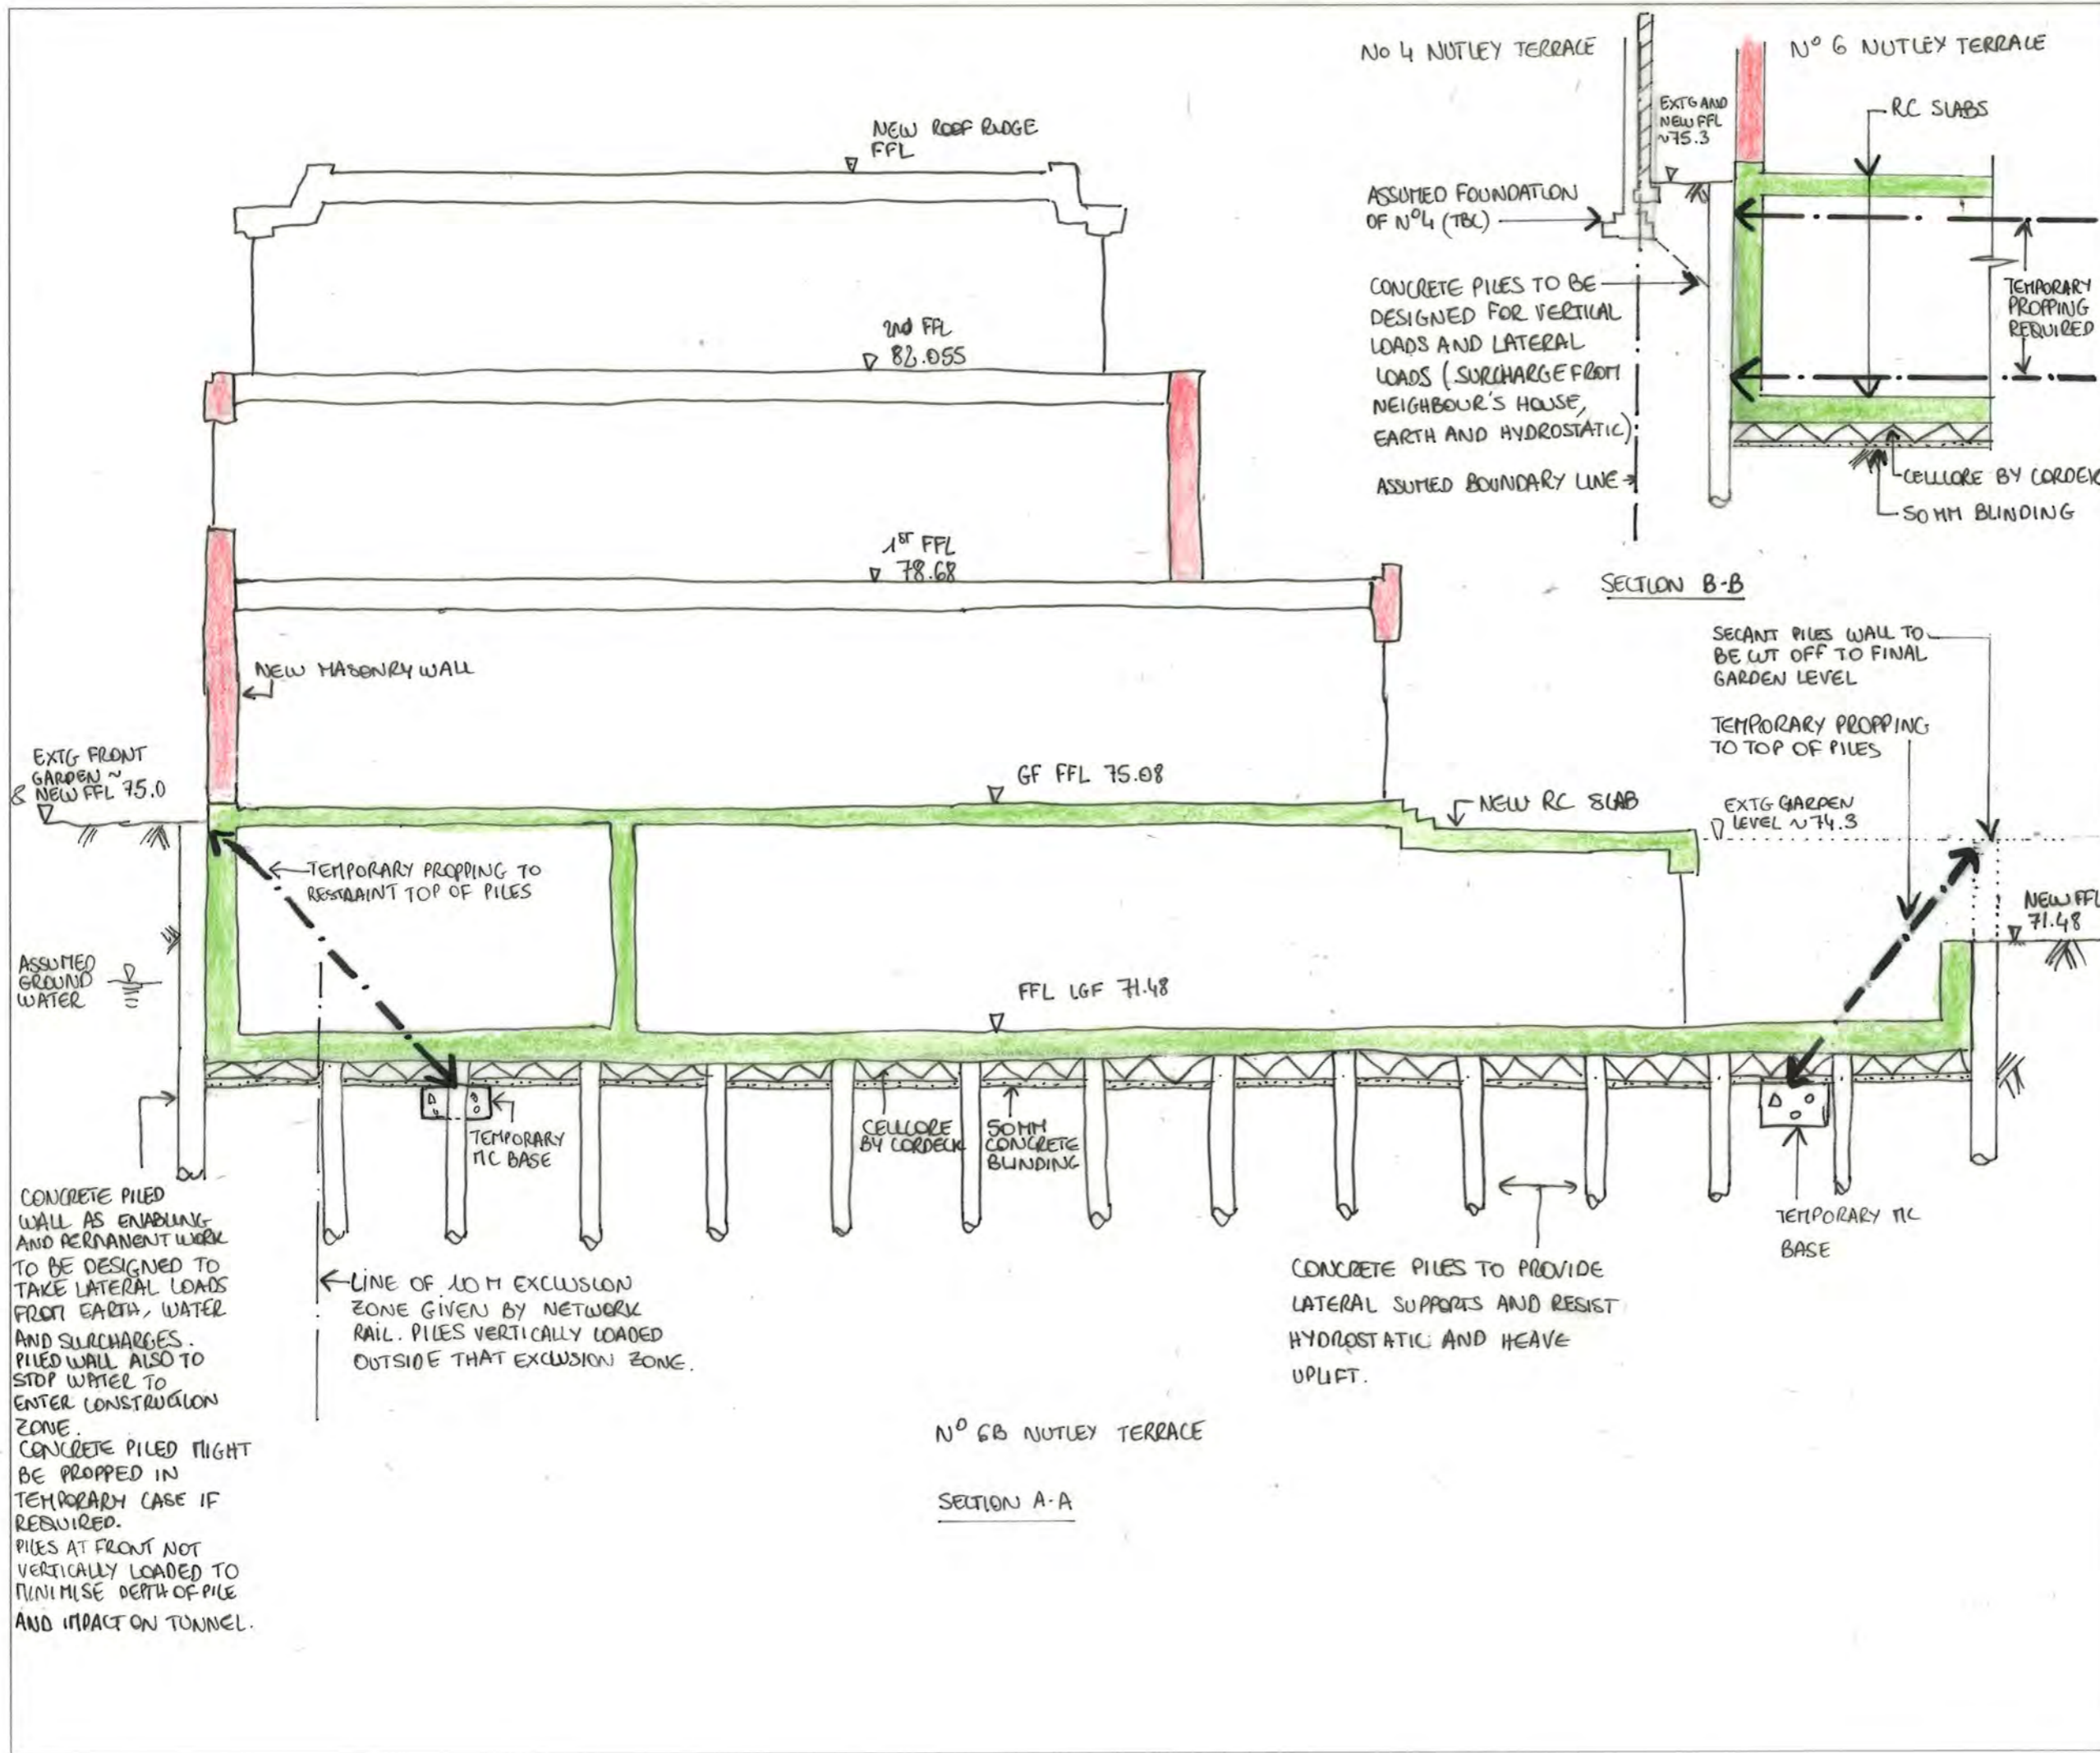 NO 4 NUTLEY TERRACE
Nº 6 NUTLEY TERRACE
EXTG AND
NEW FFL
~75.3
RC SLABS
ASSUMED FOUNDATION
OF Nº4 (TBC)
CONCRETE PILES TO BE
DESIGNED FOR VERTICAL
LOADS AND LATERAL
LOADS (SURCHARGE FROM
NEIGHBOUR'S HOUSE,
EARTH AND HYDROSTATIC)
ASSUMED BOUNDARY LINE
TEMPORARY
PROPPING
REQUIRED
CELLCORE BY CORDEK
50 MM BLINDING
SECTION B-B
NEW ROOF RIDGE
FFL
2nd FFL
82.055
1ST FFL
78.68
NEW MASONRY WALL
EXTG FRONT
GARDEN ~
& NEW FFL 75.0
GF FFL 75.08
NEW RC SLAB
SECANT PILES WALL TO
BE CUT OFF TO FINAL
GARDEN LEVEL
TEMPORARY PROPPING
TO TOP OF PILES
EXTG GARDEN
LEVEL ~74.3
NEW FFL
71.48
TEMPORARY PROPPING TO
RESTRAINT TOP OF PILES
ASSUMED
GROUND
WATER
FFL LGF 71.48
TEMPORARY
MC BASE
CELLCORE
BY CORDECK
50MM
CONCRETE
BLINDING
TEMPORARY MC
BASE
CONCRETE PILED
WALL AS ENABLING
AND PERMANENT WORK
TO BE DESIGNED TO
TAKE LATERAL LOADS
FROM EARTH, WATER
AND SURCHARGES.
PILED WALL ALSO TO
STOP WATER TO
ENTER CONSTRUCTION
ZONE.
CONCRETE PILED MIGHT
BE PROPPED IN
TEMPORARY CASE IF
REQUIRED.
PILES AT FRONT NOT
VERTICALLY LOADED TO
MINIMISE DEPTH OF PILE
AND IMPACT ON TUNNEL.
LINE OF 10 M EXCLUSION
ZONE GIVEN BY NETWORK
RAIL. PILES VERTICALLY LOADED
OUTSIDE THAT EXCLUSION ZONE.
CONCRETE PILES TO PROVIDE
LATERAL SUPPORTS AND RESIST
HYDROSTATIC AND HEAVE
UPLIFT.
Nº 6B NUTLEY TERRACE
SECTION A-A